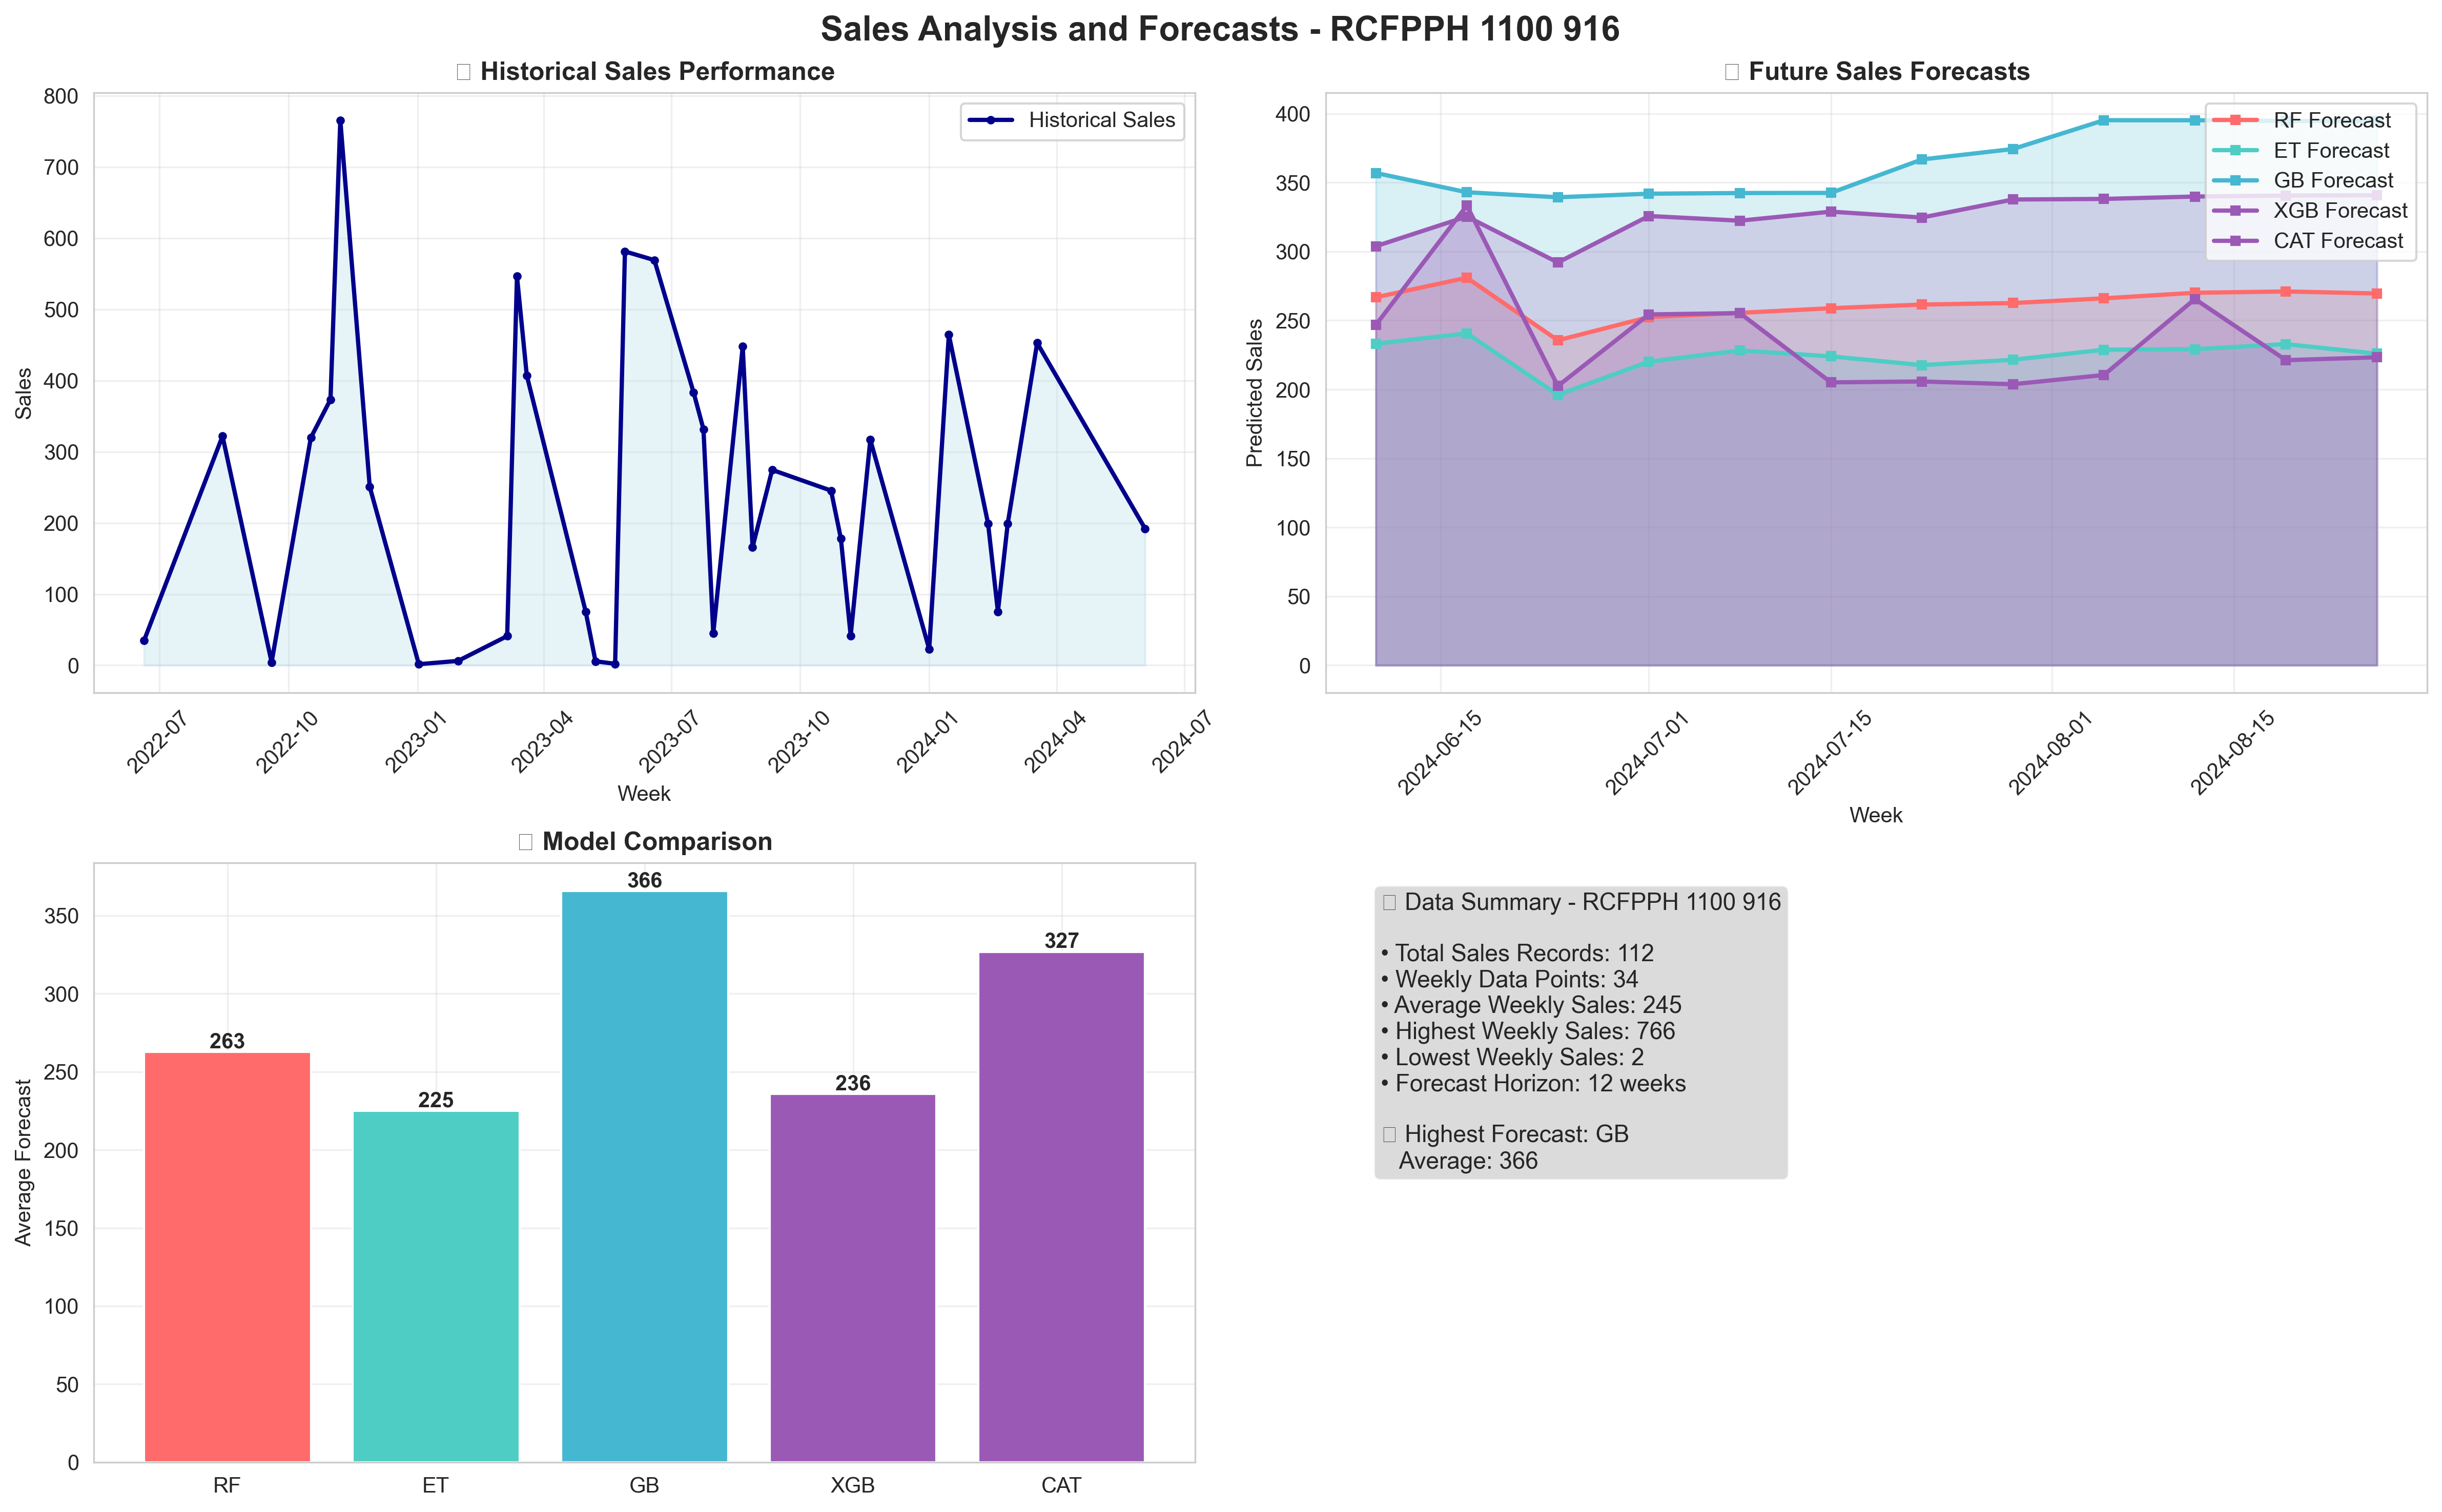 Sales Analysis and Forecasts - RCFPPH 1100 916
Historical Sales Performance
800
700
600
500
400
300
200
100
0
Sales
Historical Sales
2022-07
2022-10
2023-01
2023-04
2023-07
2023-10
2024-01
2024-04
2024-07
Week
Future Sales Forecasts
400
350
300
250
200
150
100
50
0
Predicted Sales
RF Forecast
ET Forecast
GB Forecast
XGB Forecast
CAT Forecast
2024-06-15
2024-07-01
2024-07-15
2024-08-01
2024-08-15
Week
Model Comparison
350
300
250
200
150
100
50
0
Average Forecast
263
225
366
236
327
RF
ET
GB
XGB
CAT
Data Summary - RCFPPH 1100 916
• Total Sales Records: 112
• Weekly Data Points: 34
• Average Weekly Sales: 245
• Highest Weekly Sales: 766
• Lowest Weekly Sales: 2
• Forecast Horizon: 12 weeks
Highest Forecast: GB
Average: 366